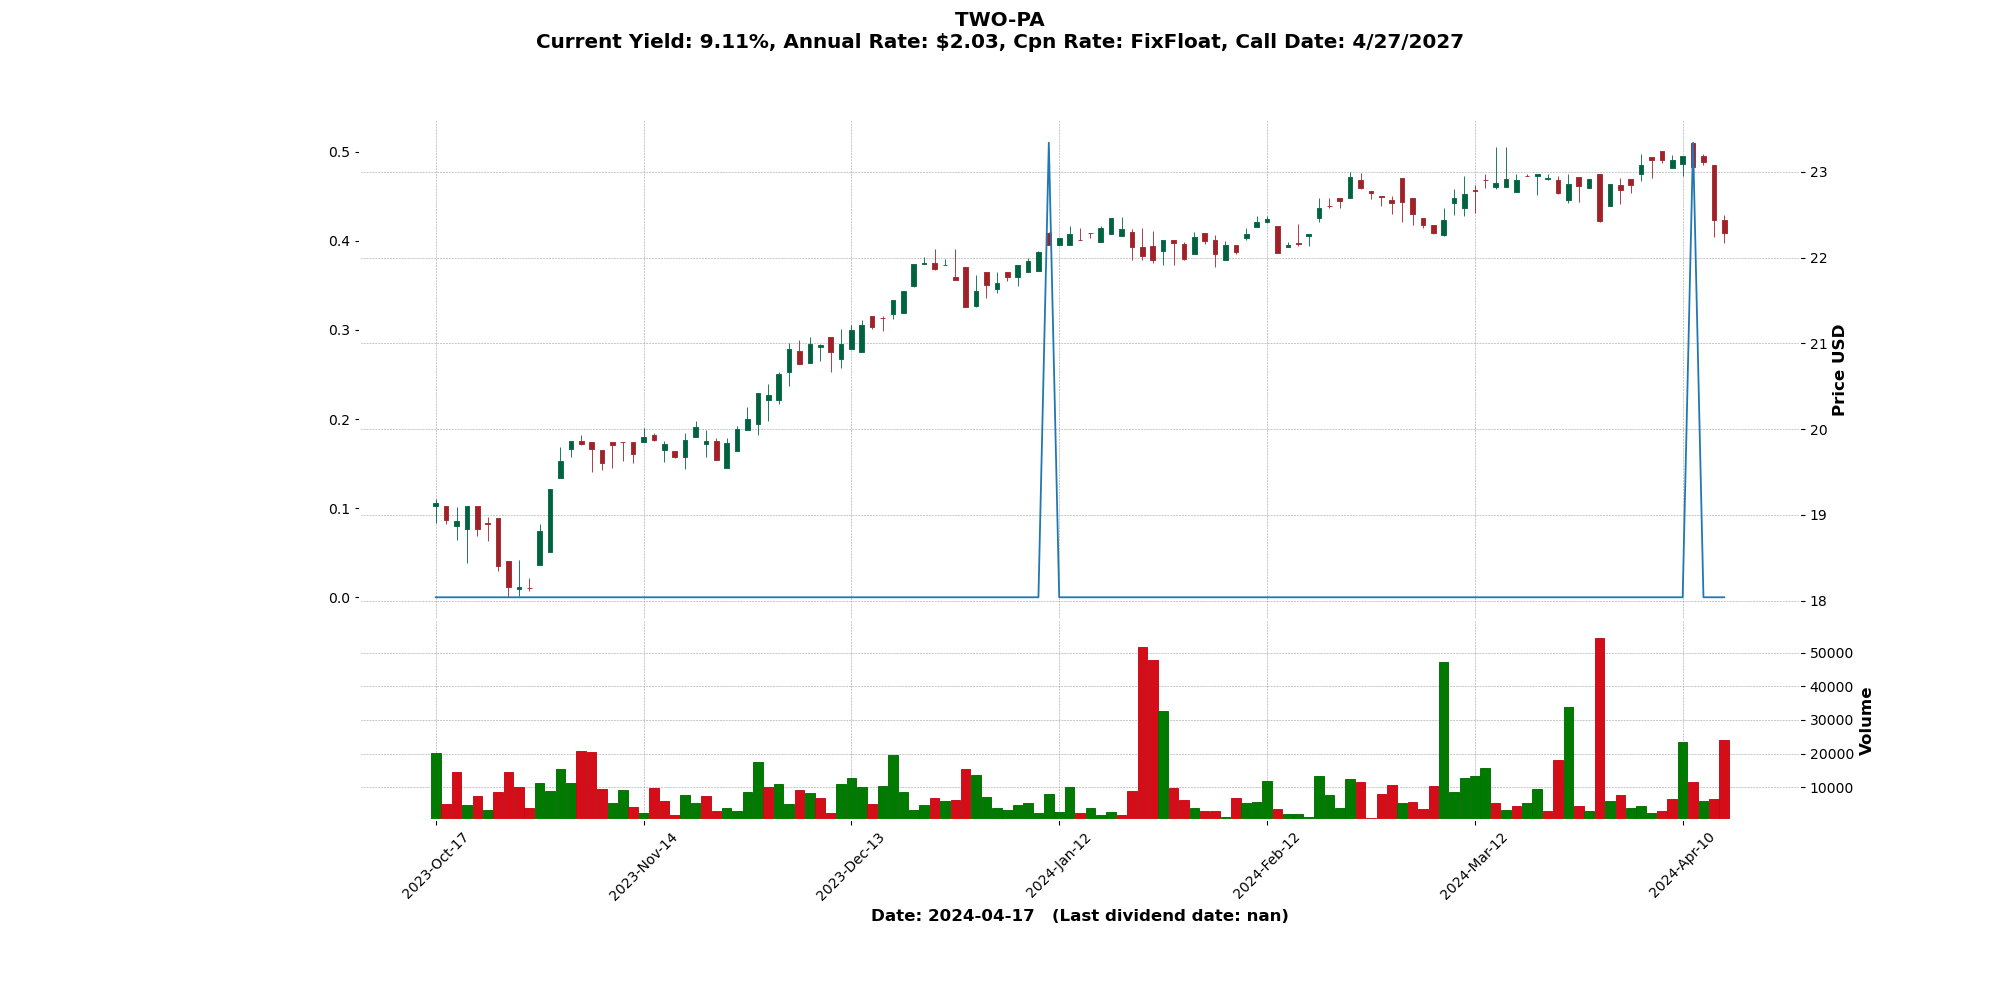 TWO-PA
Current Yield: 9.11%, Annual Rate: $2.03, Cpn Rate: FixFloat, Call Date: 4/27/2027
0.5
0.4
0.3
0.2
0.1
0.0
23
22
21
20
19
18
Price USD
50000
40000
30000
20000
10000
Volume
2023-Oct-17
2023-Nov-14
2023-Dec-13
2024-Jan-12
2024-Feb-12
2024-Mar-12
2024-Apr-10
Date: 2024-04-17   (Last dividend date: nan)